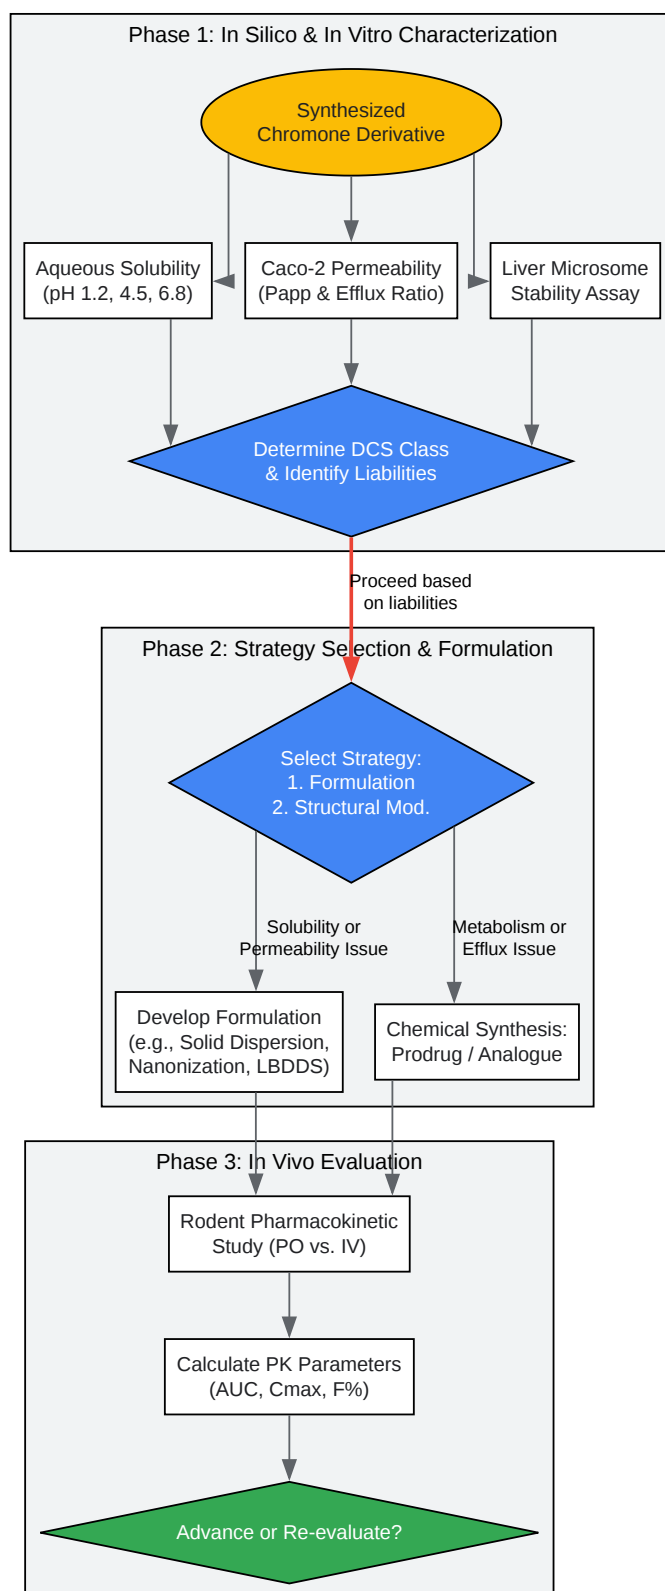 Phase 1: In Silico & In Vitro Characterization
Synthesized
Chromone Derivative
Aqueous Solubility
(pH 1.2, 4.5, 6.8)
Caco-2 Permeability
(Papp & Efflux Ratio)
Liver Microsome
Stability Assay
Determine DCS Class
& Identify Liabilities
Proceed based
on liabilities
Phase 2: Strategy Selection & Formulation
Select Strategy:
1. Formulation
2. Structural Mod.
Solubility or
Permeability Issue
Metabolism or
Efflux Issue
Develop Formulation
(e.g., Solid Dispersion,
Nanonization, LBDDS)
Chemical Synthesis:
Prodrug / Analogue
Phase 3: In Vivo Evaluation
Rodent Pharmacokinetic
Study (PO vs. IV)
Calculate PK Parameters
(AUC, Cmax, F%)
Advance or Re-evaluate?